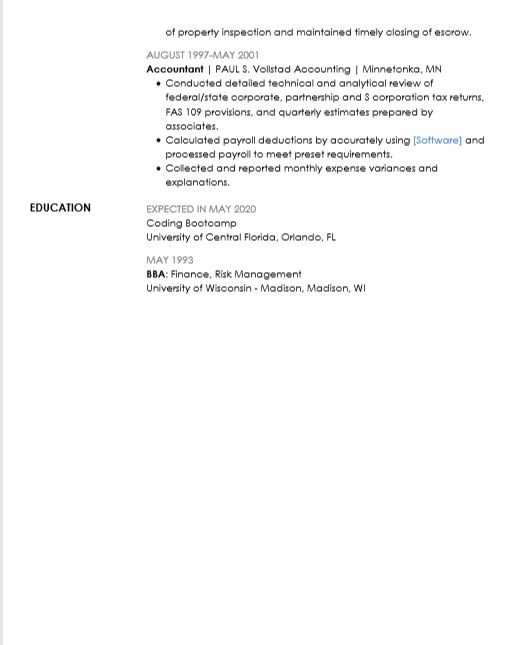 of property inspection and maintained timely closing of escrow.
AUGUST 1997-MAY 2001
Accountant | PAUL S. Vollstad Accounting | Minnetonka, MN
• Conducted detailed technical and analytical review of
federal/state corporate, partnership and S corporation tax returns,
FAS 109 provisions, and quarterly estimates prepared by
associates.
• Calculated payroll deductions by accurately using [Software] and
processed payroll to meet preset requirements.
• Collected and reported monthly expense variances and
explanations.
EDUCATION
EXPECTED IN MAY 2020
Coding Bootcamp
University of Central Florida, Orlando, FL
MAY 1993
BBA: Finance, Risk Management
University of Wisconsin - Madison, Madison, WI